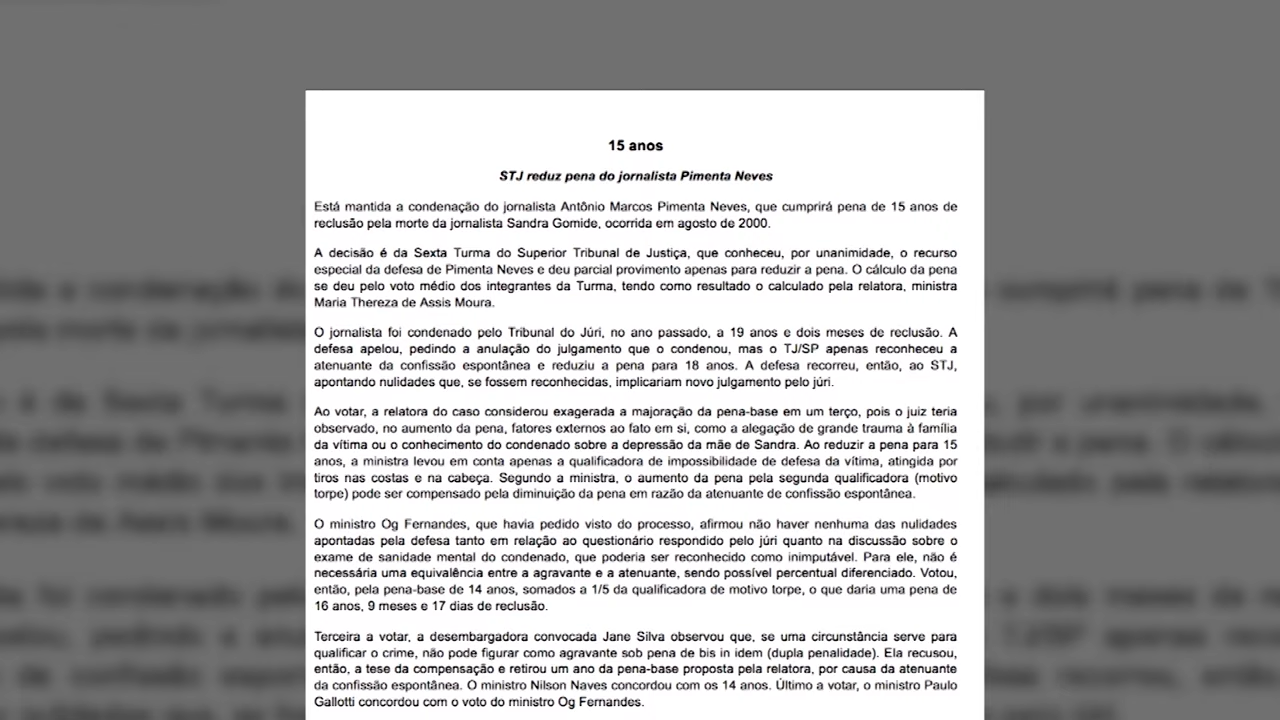 15 anos
STJ reduz pena do jornalista Pimenta Neves
Está mantida a condenação do jornalista Antônio Marcos Pimenta Neves, que cumprirá pena de 15 anos de
reclusão pela morte da jornalista Sandra Gomide, ocorrida em agosto de 2000.
A decisão é da Sexta Turma do Superior Tribunal de Justiça, que conheceu, por unanimidade, o recurso
especial da defesa de Pimenta Neves e deu parcial provimento apenas para reduzir a pena. O cálculo da pena
se deu pelo voto médio dos integrantes da Turma, tendo como resultado o calculado pela relatora, ministra
Maria Thereza de Assis Moura.
O jornalista foi condenado pelo Tribunal do Júri, no ano passado, a 19 anos e dois meses de reclusão. A
defesa apelou, pedindo a anulação do julgamento que o condenou, mas o TJ/SP apenas reconheceu a
atenuante da confissão espontânea e reduziu a pena para 18 anos. A defesa recorreu, então, ao STJ,
apontando nulidades que, se fossem reconhecidas, implicariam novo julgamento pelo júri.
Ao votar, a relatora do caso considerou exagerada a majoração da pena-base em um terço, pois o juiz teria
observado, no aumento da pena, fatores externos ao fato em si, como a alegação de grande trauma à família
da vítima ou o conhecimento do condenado sobre a depressão da mãe de Sandra. Ao reduzir a pena para 15
anos, a ministra levou em conta apenas a qualificadora de impossibilidade de defesa da vítima, atingida por
tiros nas costas e na cabeça. Segundo a ministra, o aumento da pena pela segunda qualificadora (motivo
torpe) pode ser compensado pela diminuição da pena em razão da atenuante de confissão espontânea.
O ministro Og Fernandes, que havia pedido visto do processo, afirmou não haver nenhuma das nulidades
apontadas pela defesa tanto em relação ao questionário respondido pelo júri quanto na discussão sobre o
exame de sanidade mental do condenado, que poderia ser reconhecido como inimputável. Para ele, não é
necessária uma equivalência entre a agravante e a atenuante, sendo possível percentual diferenciado. Votou,
então, pela pena-base de 14 anos, somados a 1/5 da qualificadora de motivo torpe, o que daria uma pena de
16 anos, 9 meses e 17 dias de reclusão.
Terceira a votar, a desembargadora convocada Jane Silva observou que, se uma circunstância serve para
qualificar o crime, não pode figurar como agravante sob pena de bis in idem (dupla penalidade). Ela recusou,
então, a tese da compensação e retirou um ano da pena-base proposta pela relatora, por causa da atenuante
da confissão espontânea. O ministro Nilson Naves concordou com os 14 anos. Último a votar, o ministro Paulo
Gallotti concordou com o voto do ministro Og Fernandes.